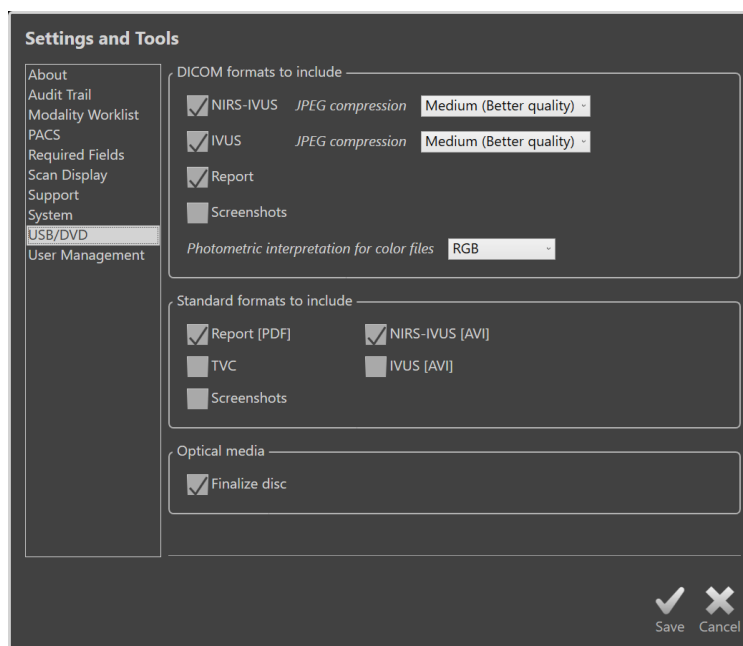 Settings and Tools
About
Audit Trail
Modality Worklist
PACS
Required Fields
Scan Display
Support
System
USB/DVD
User Management
DICOM formats to include
NIRS-IVUS JPEG compression Medium (Better quality)
IVUS JPEG compression Medium (Better quality)
Report
Screenshots
Photometric interpretation for color files RGB
Standard formats to include
Report [PDF] NIRS-IVUS [AVI]
TVC IVUS [AVI]
Screenshots
Optical media
Finalize disc
Save Cancel